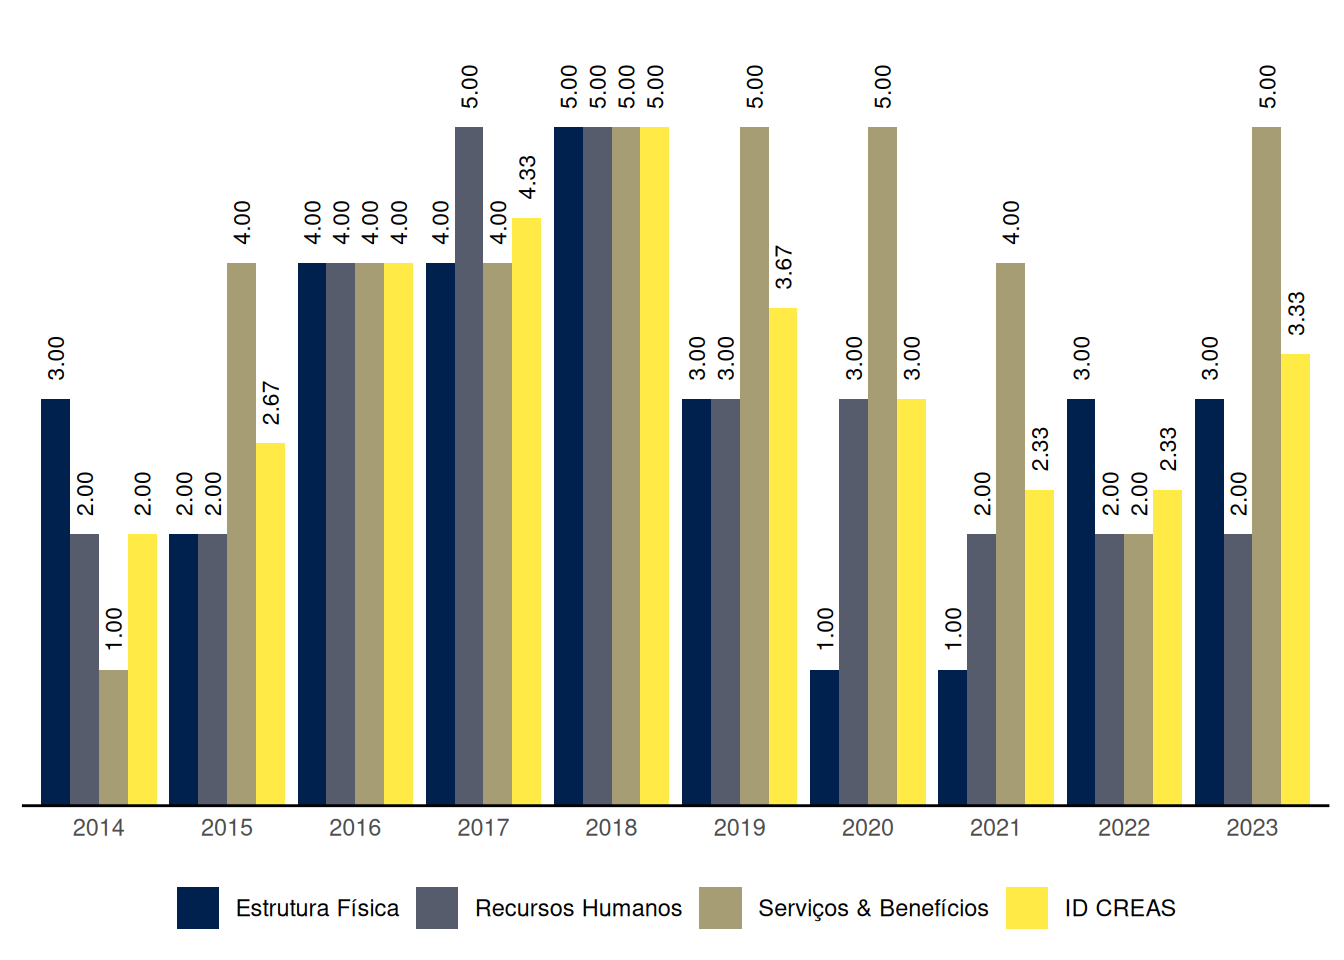 3.00 2.00 1.00 2.00
2.00 2.00 4.00 2.67
4.00 4.00 4.00 4.00
4.00 5.00 4.00 4.33
5.00 5.00 5.00 5.00
3.00 3.00 5.00 3.67
1.00 3.00 5.00 3.00
1.00 2.00 4.00 2.33
3.00 2.00 2.00 2.33
3.00 2.00 5.00 3.33
2014 2015 2016 2017 2018 2019 2020 2021 2022 2023
Estrutura Física Recursos Humanos Serviços & Benefícios ID CREAS